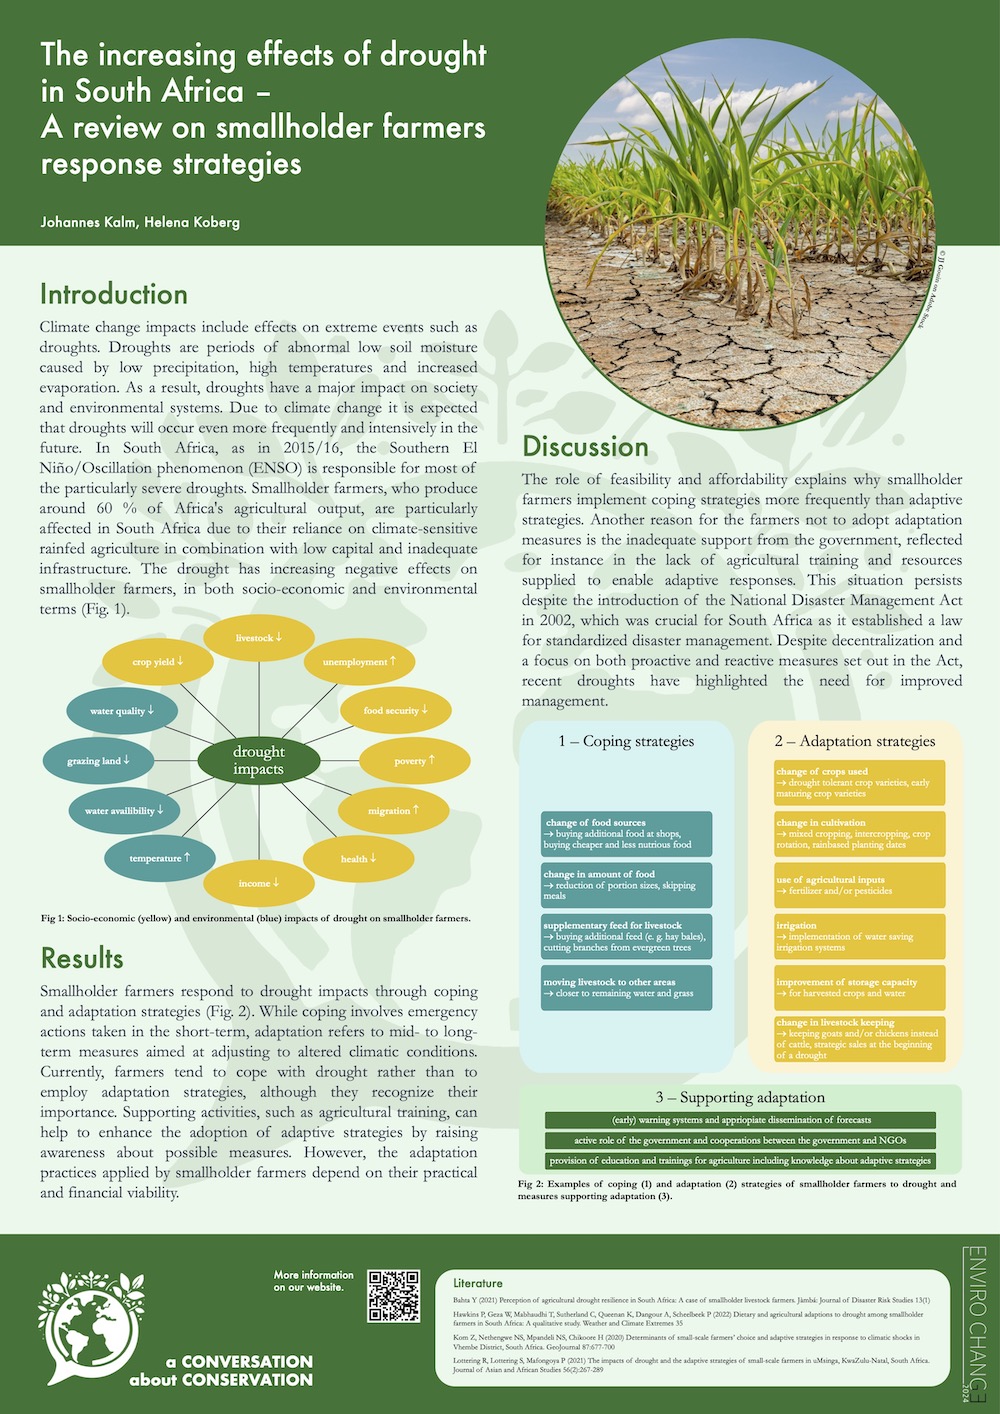 The increasing effects of drought
in South Africa –
A review on smallholder farmers
response strategies
Johannes Kalm, Helena Koberg
© JJ Gouin on Adobe Stock
Introduction
Climate change impacts include effects on extreme events such as
droughts. Droughts are periods of abnormal low soil moisture
caused by low precipitation, high temperatures and increased
evaporation. As a result, droughts have a major impact on society
and environmental systems. Due to climate change it is expected
that droughts will occur even more frequently and intensively in the
future. In South Africa, as in 2015/16, the Southern El
Niño/Oscillation phenomenon (ENSO) is responsible for most of
the particularly severe droughts. Smallholder farmers, who produce
around 60 % of Africa's agricultural output, are particularly
affected in South Africa due to their reliance on climate-sensitive
rainfed agriculture in combination with low capital and inadequate
infrastructure. The drought has increasing negative effects on
smallholder farmers, in both socio-economic and environmental
terms (Fig. 1).
livestock ↓
crop yield ↓
unemployment ↑
water quality ↓
food security ↓
grazing land ↓
drought
impacts
poverty ↑
water availibility ↓
migration ↑
temperature ↑
health ↓
income ↓
Fig 1: Socio-economic (yellow) and environmental (blue) impacts of drought on smallholder farmers.
Results
Smallholder farmers respond to drought impacts through coping
and adaptation strategies (Fig. 2). While coping involves emergency
actions taken in the short-term, adaptation refers to mid- to long-
term measures aimed at adjusting to altered climatic conditions.
Currently, farmers tend to cope with drought rather than to
employ adaptation strategies, although they recognize their
importance. Supporting activities, such as agricultural training, can
help to enhance the adoption of adaptive strategies by raising
awareness about possible measures. However, the adaptation
practices applied by smallholder farmers depend on their practical
and financial viability.
Discussion
The role of feasibility and affordability explains why smallholder
farmers implement coping strategies more frequently than adaptive
strategies. Another reason for the farmers not to adopt adaptation
measures is the inadequate support from the government, reflected
for instance in the lack of agricultural training and resources
supplied to enable adaptive responses. This situation persists
despite the introduction of the National Disaster Management Act
in 2002, which was crucial for South Africa as it established a law
for standardized disaster management. Despite decentralization and
a focus on both proactive and reactive measures set out in the Act,
recent droughts have highlighted the need for improved
management.
1 – Coping strategies
change of food sources
→ buying additional food at shops,
buying cheaper and less nutrious food
change in amount of food
→ reduction of portion sizes, skipping
meals
supplementary feed for livestock
→ buying additional feed (e. g. hay bales),
cutting branches from evergreen trees
moving livestock to other areas
→ closer to remaining water and grass
2 – Adaptation strategies
change of crops used
→ drought tolerant crop varieties, early
maturing crop varieties
change in cultivation
→ mixed cropping, intercropping, crop
rotation, rainbased planting dates
use of agricultural inputs
→ fertilizer and/or pesticides
irrigation
→ implementation of water saving
irrigation systems
improvement of storage capacity
→ for harvested crops and water
change in livestock keeping
→ keeping goats and/or chickens instead
of cattle, strategic sales at the beginning
of a drought
3 – Supporting adaptation
(early) warning systems and appropiate dissemination of forecasts
active role of the government and cooperations between the government and NGOs
provision of education and trainings for agriculture including knowledge about adaptive strategies
Fig 2: Examples of coping (1) and adaptation (2) strategies of smallholder farmers to drought and
measures supporting adaptation (3).
a CONVERSATION
about CONSERVATION
More information
on our website.
Literature
Bahta Y (2021) Perception of agricultural drought resilience in South Africa: A case of smallholder livestock farmers. Jàmbá: Journal of Disaster Risk Studies 13(1)
Hawkins P, Geza W, Mabhaudhi T, Sutherland C, Queenan K, Dangour A, Scheelbeek P (2022) Dietary and agricultural adaptations to drought among smallholder
farmers in South Africa: A qualitative study. Weather and Climate Extremes 35
Kom Z, Nethengwe NS, Mpandeli NS, Chikoore H (2020) Determinants of small-scale farmers' choice and adaptive strategies in response to climatic shocks in
Vhembe District, South Africa. GeoJournal 87:677-700
Lottering R, Lottering S, Mafongoya P (2021) The impacts of drought and the adaptive strategies of small-scale farmers in uMsinga, KwaZulu-Natal, South Africa.
Journal of Asian and African Studies 56(2):267-289
ENVIRO CHANGE
2024